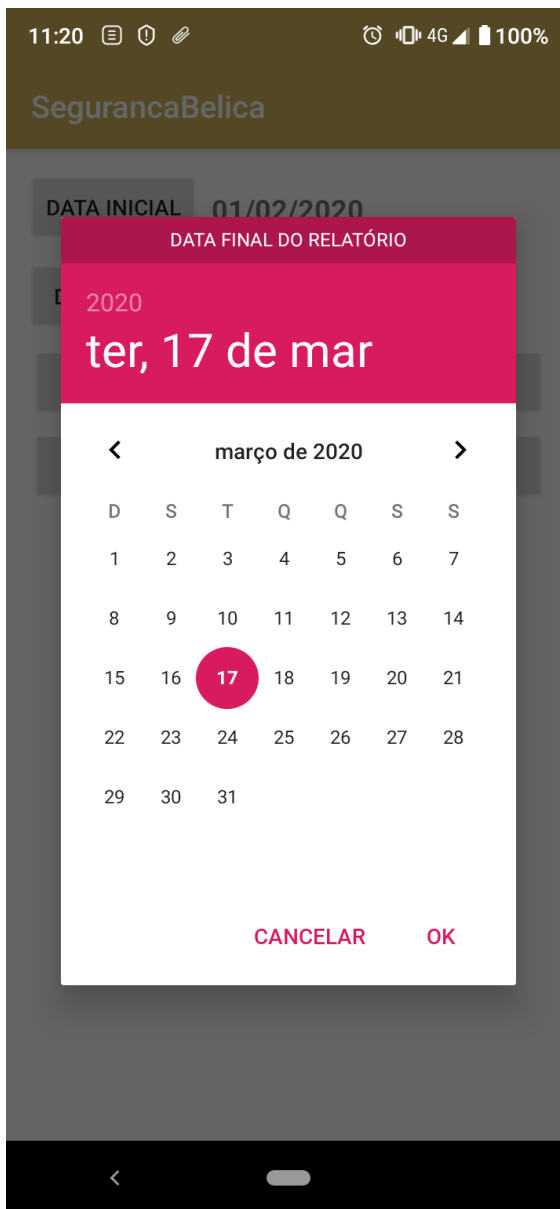 11:20 4G 100%
SegurancaBelica
DATA INICIAL 01/02/2020
DATA FINAL DO RELATÓRIO
2020
ter, 17 de mar
março de 2020
D S T Q Q S S
1 2 3 4 5 6 7
8 9 10 11 12 13 14
15 16 17 18 19 20 21
22 23 24 25 26 27 28
29 30 31
CANCELAR OK